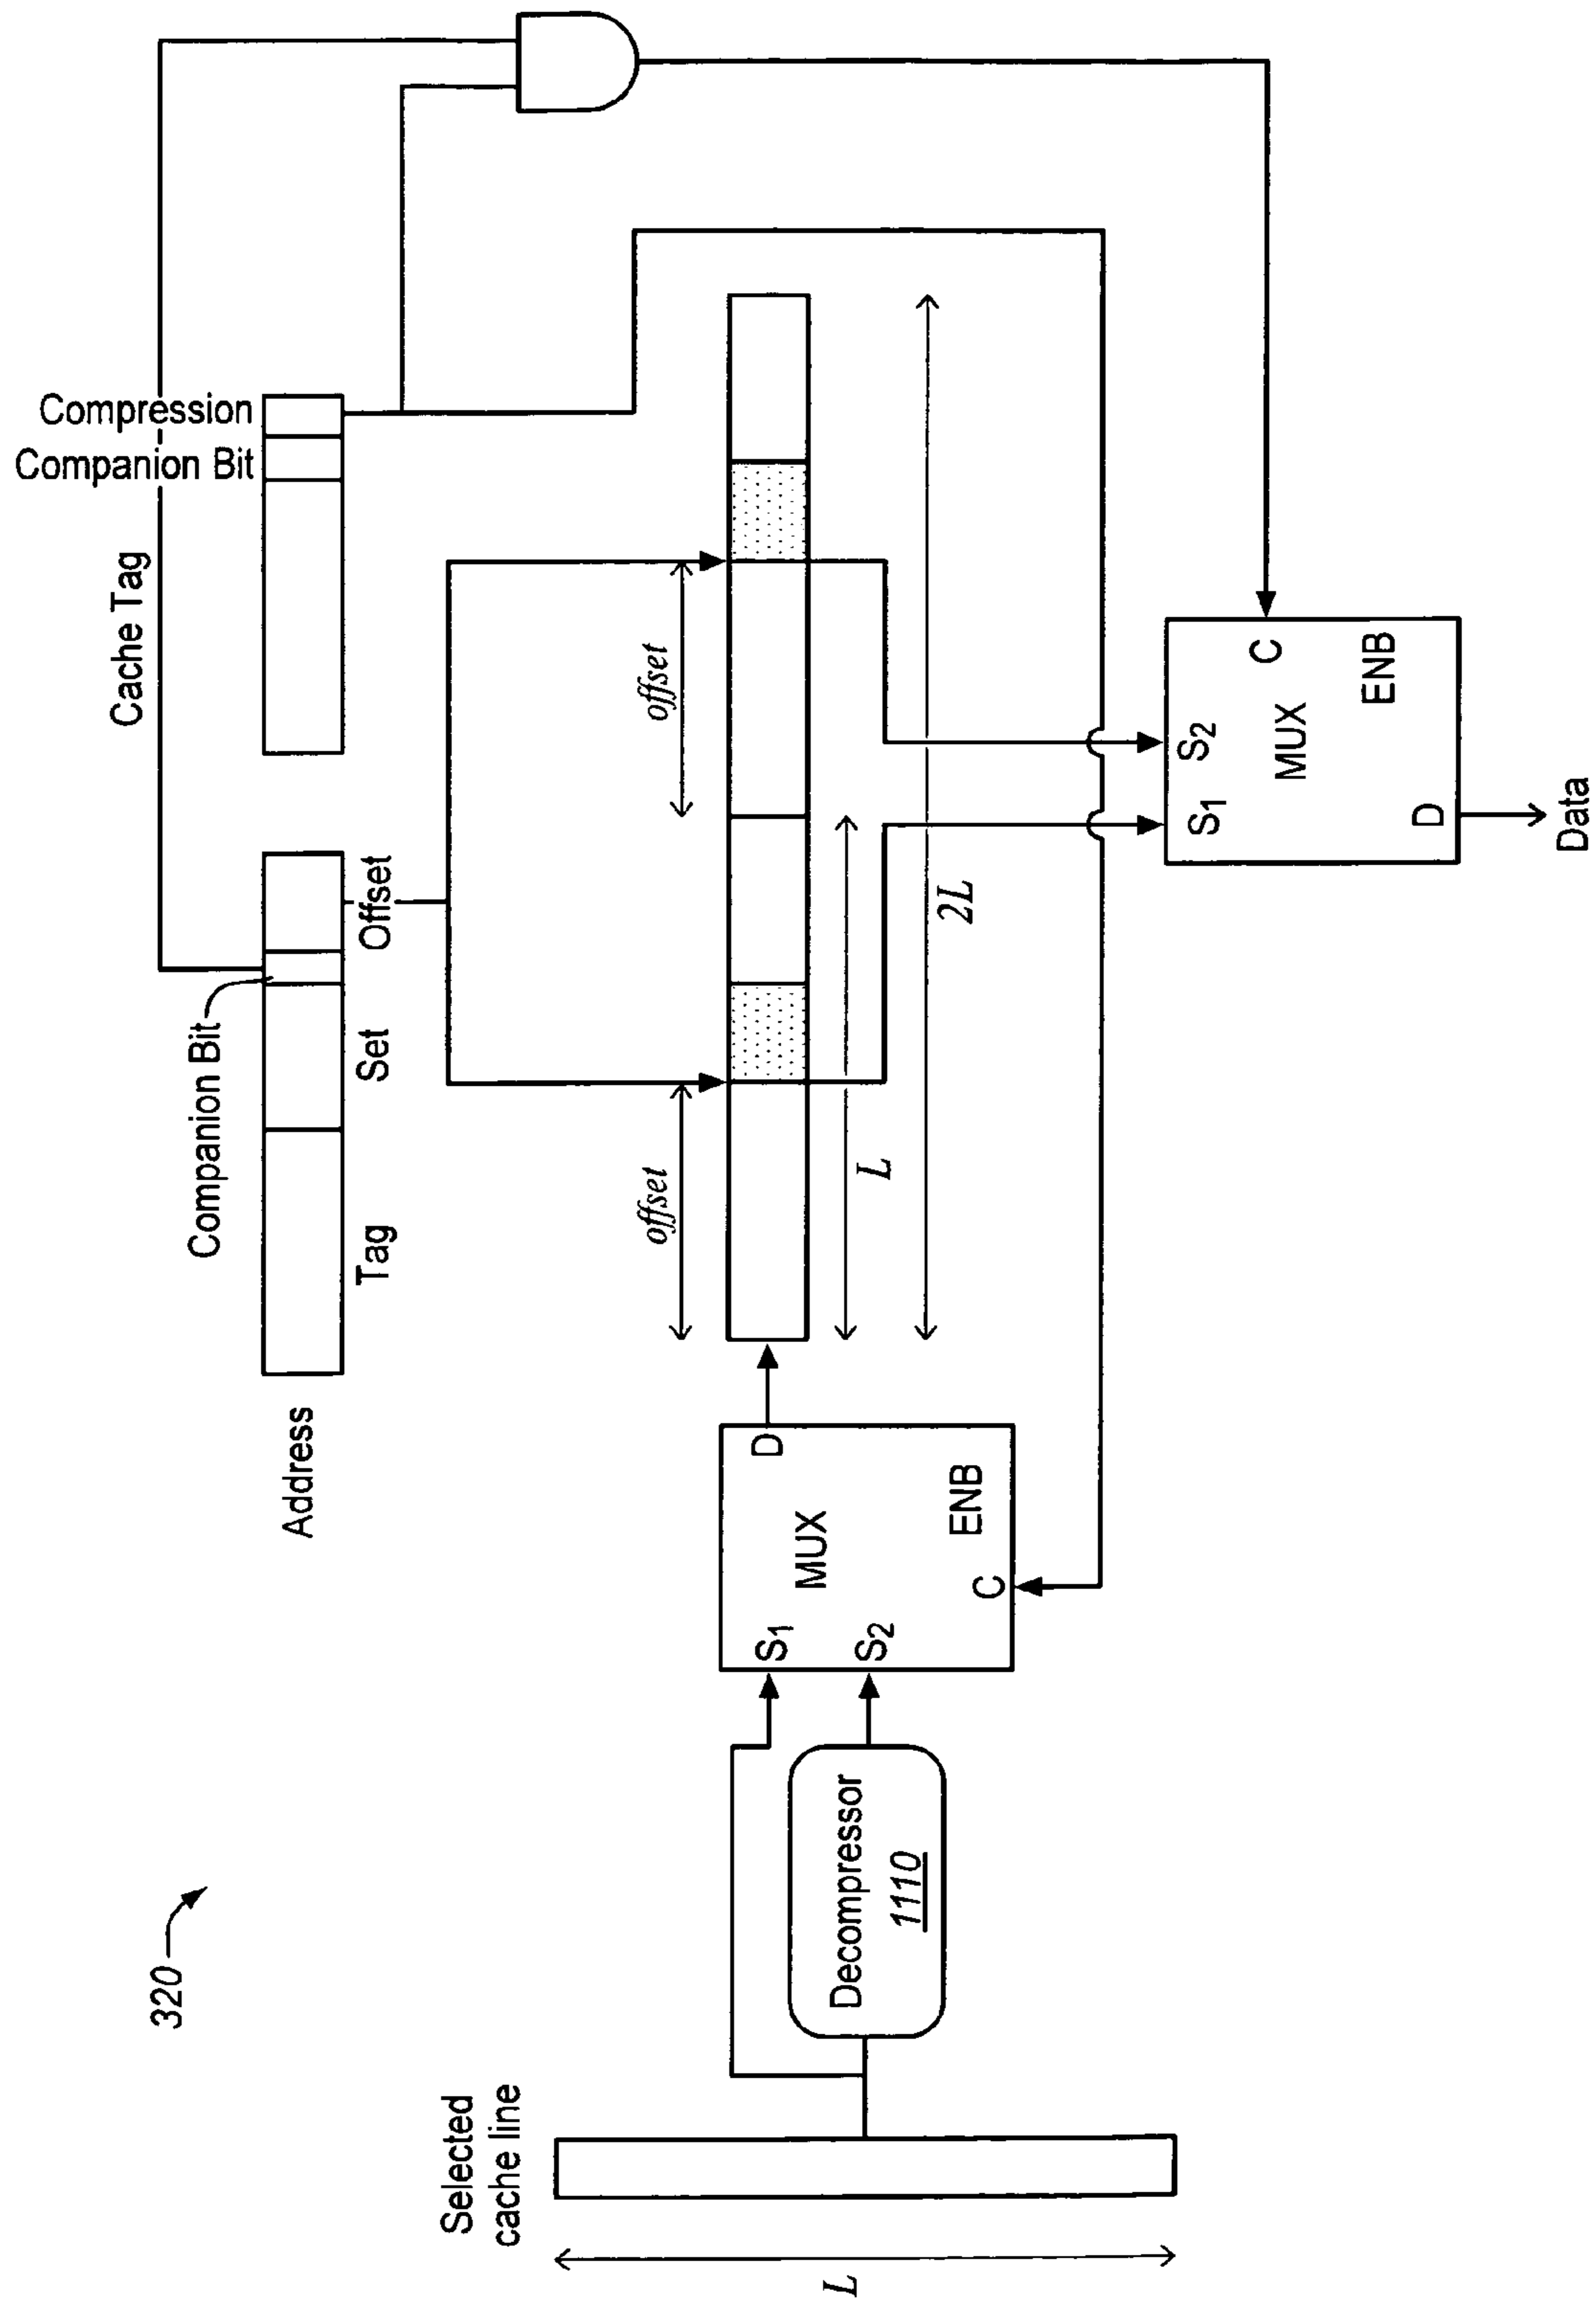 320
Address
Tag
Set
Companion Bit
Offset
Cache Tag
Companion Bit
Compression
Selected
cache line
L
Decompressor
1110
S1
S2
MUX
D
C
ENB
offset
offset
L
2L
S1
S2
C
MUX
ENB
D
Data